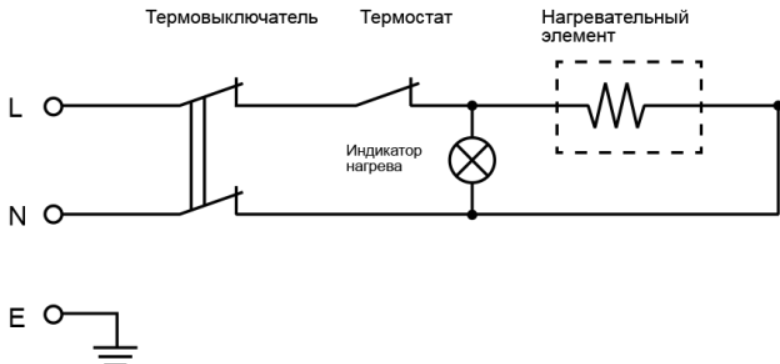 Термовыключатель
Термостат
Нагревательный
элемент
L
Индикатор
нагрева
N
E